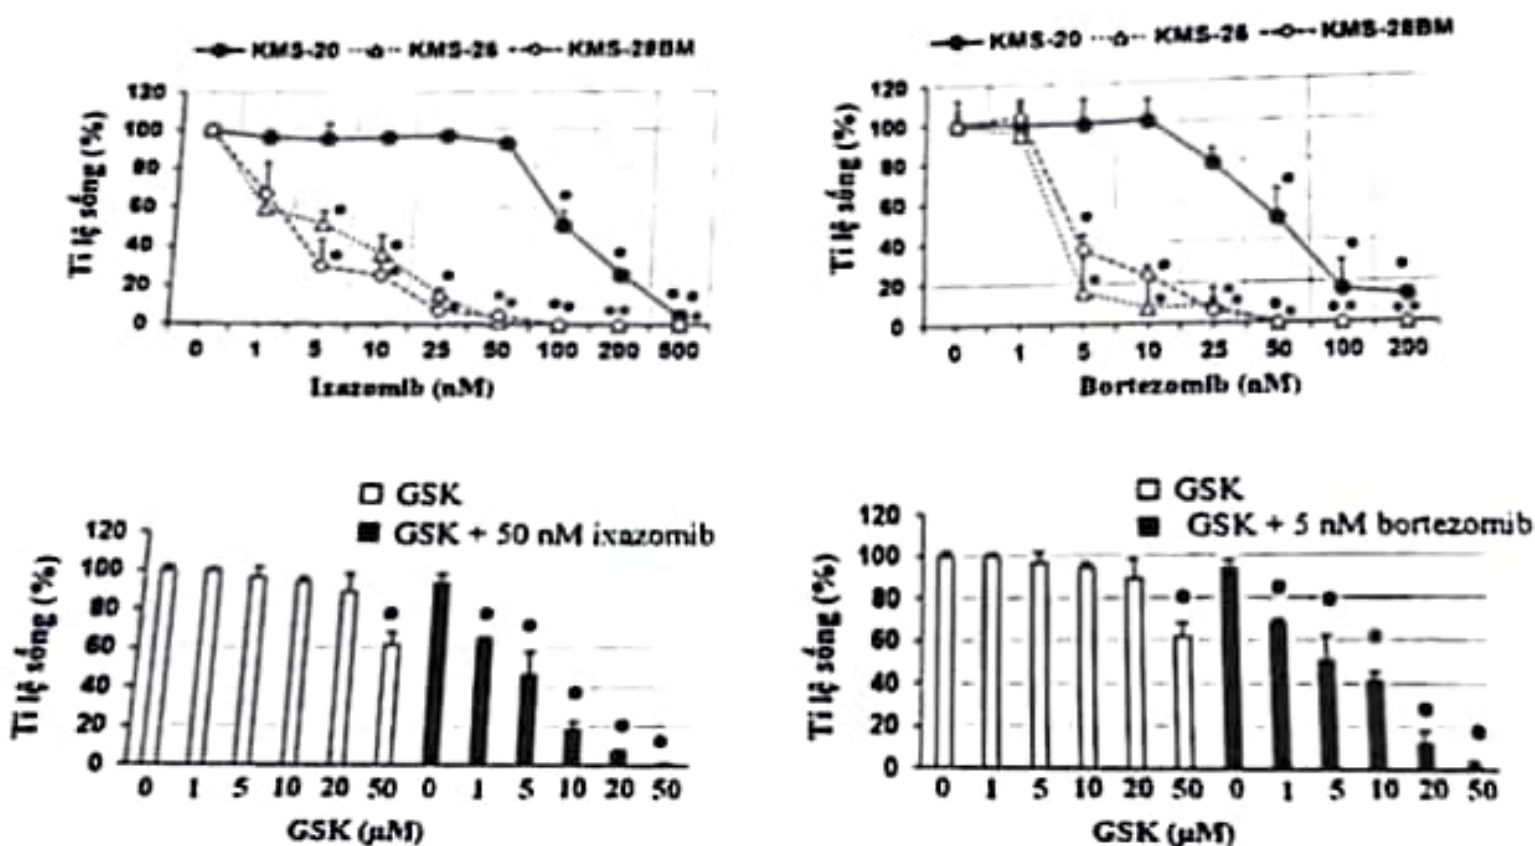 KMS-20 KMS-26 KMS-28BM
120
100
80
60
40
20
0
Tỉ lệ sống (%)
0 1 5 10 25 50 100 200 500
Ixazomib (nM)
KMS-20 KMS-26 KMS-28BM
120
100
80
60
40
20
0
Tỉ lệ sống (%)
0 1 5 10 25 50 100 200
Bortezomib (nM)
GSK
GSK + 50 nM ixazomib
120
100
80
60
40
20
0
Tỉ lệ sống (%)
0 1 5 10 20 50 0 1 5 10 20 50
GSK (µM)
GSK
GSK + 5 nM bortezomib
120
100
80
60
40
20
0
Tỉ lệ sống (%)
0 1 5 10 20 50 0 1 5 10 20 50
GSK (µM)